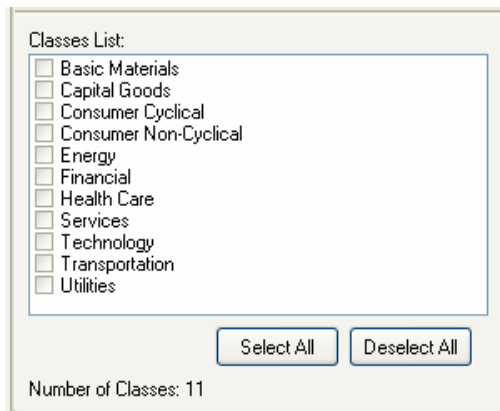 Classes List:
Basic Materials
Capital Goods
Consumer Cyclical
Consumer Non-Cyclical
Energy
Financial
Health Care
Services
Technology
Transportation
Utilities
Select All Deselect All
Number of Classes: 11